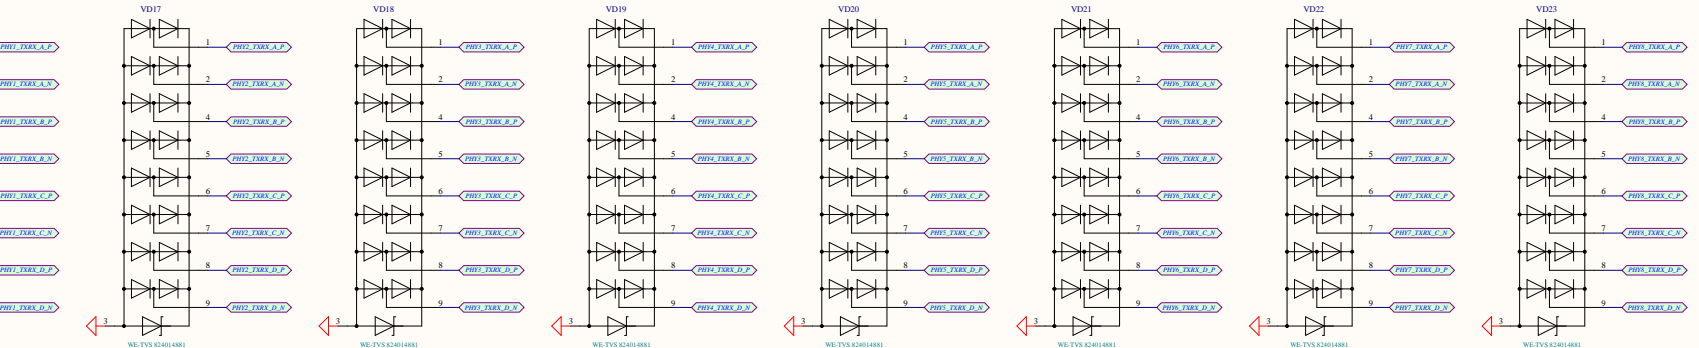 VD17 VD18 VD19 VD20 VD21 VD22 VD23
PHY1_TXRX_A_P 1 PHY2_TXRX_A_P 1 PHY3_TXRX_A_P 1 PHY4_TXRX_A_P 1 PHY5_TXRX_A_P 1 PHY6_TXRX_A_P 1 PHY7_TXRX_A_P 1 PHY8_TXRX_A_P
PHY1_TXRX_A_N 2 PHY2_TXRX_A_N 2 PHY3_TXRX_A_N 2 PHY4_TXRX_A_N 2 PHY5_TXRX_A_N 2 PHY6_TXRX_A_N 2 PHY7_TXRX_A_N 2 PHY8_TXRX_A_N
PHY1_TXRX_B_P 4 PHY2_TXRX_B_P 4 PHY3_TXRX_B_P 4 PHY4_TXRX_B_P 4 PHY5_TXRX_B_P 4 PHY6_TXRX_B_P 4 PHY7_TXRX_B_P 4 PHY8_TXRX_B_P
PHY1_TXRX_B_N 5 PHY2_TXRX_B_N 5 PHY3_TXRX_B_N 5 PHY4_TXRX_B_N 5 PHY5_TXRX_B_N 5 PHY6_TXRX_B_N 5 PHY7_TXRX_B_N 5 PHY8_TXRX_B_N
PHY1_TXRX_C_P 6 PHY2_TXRX_C_P 6 PHY3_TXRX_C_P 6 PHY4_TXRX_C_P 6 PHY5_TXRX_C_P 6 PHY6_TXRX_C_P 6 PHY7_TXRX_C_P 6 PHY8_TXRX_C_P
PHY1_TXRX_C_N 7 PHY2_TXRX_C_N 7 PHY3_TXRX_C_N 7 PHY4_TXRX_C_N 7 PHY5_TXRX_C_N 7 PHY6_TXRX_C_N 7 PHY7_TXRX_C_N 7 PHY8_TXRX_C_N
PHY1_TXRX_D_P 8 PHY2_TXRX_D_P 8 PHY3_TXRX_D_P 8 PHY4_TXRX_D_P 8 PHY5_TXRX_D_P 8 PHY6_TXRX_D_P 8 PHY7_TXRX_D_P 8 PHY8_TXRX_D_P
PHY1_TXRX_D_N 9 PHY2_TXRX_D_N 9 PHY3_TXRX_D_N 9 PHY4_TXRX_D_N 9 PHY5_TXRX_D_N 9 PHY6_TXRX_D_N 9 PHY7_TXRX_D_N 9 PHY8_TXRX_D_N
3 3 3 3 3 3 3
WE-TVS 824014881 WE-TVS 824014881 WE-TVS 824014881 WE-TVS 824014881 WE-TVS 824014881 WE-TVS 824014881 WE-TVS 824014881